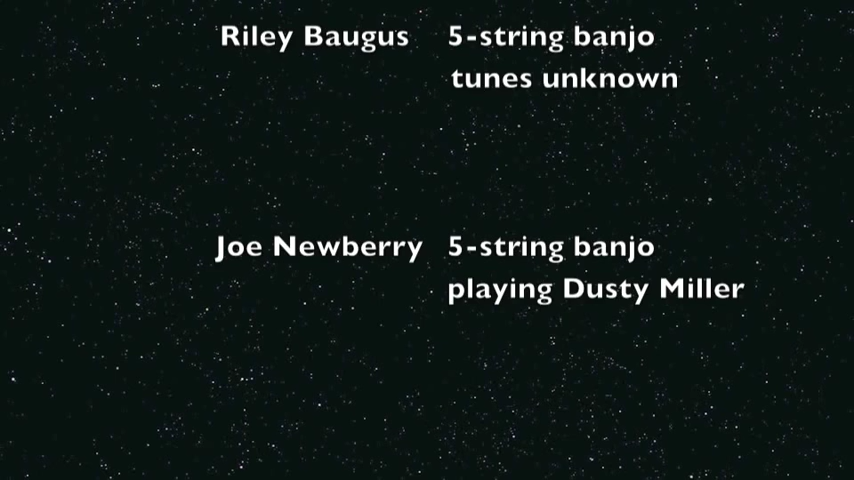 Riley Baugus 5-string banjo
tunes unknown
Joe Newberry 5-string banjo
playing Dusty Miller